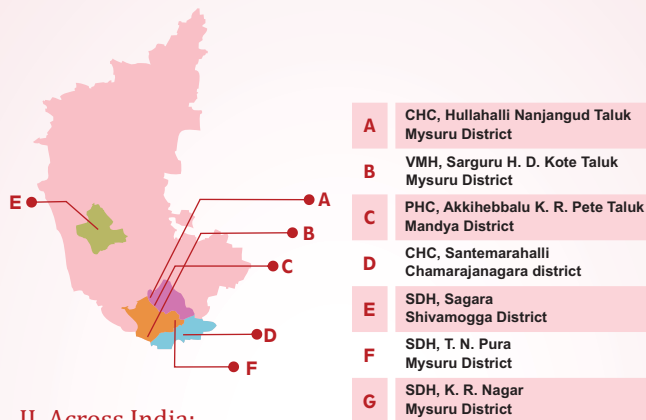 A
B
C
D
E
F
A CHC, Hullahalli Nanjangud Taluk
Mysuru District
B VMH, Sarguru H. D. Kote Taluk
Mysuru District
C PHC, Akkihebbalu K. R. Pete Taluk
Mandya District
D CHC, Santemarahalli
Chamarajanagara district
E SDH, Sagara
Shivamogga District
F SDH, T. N. Pura
Mysuru District
G SDH, K. R. Nagar
Mysuru District
II. Across India: